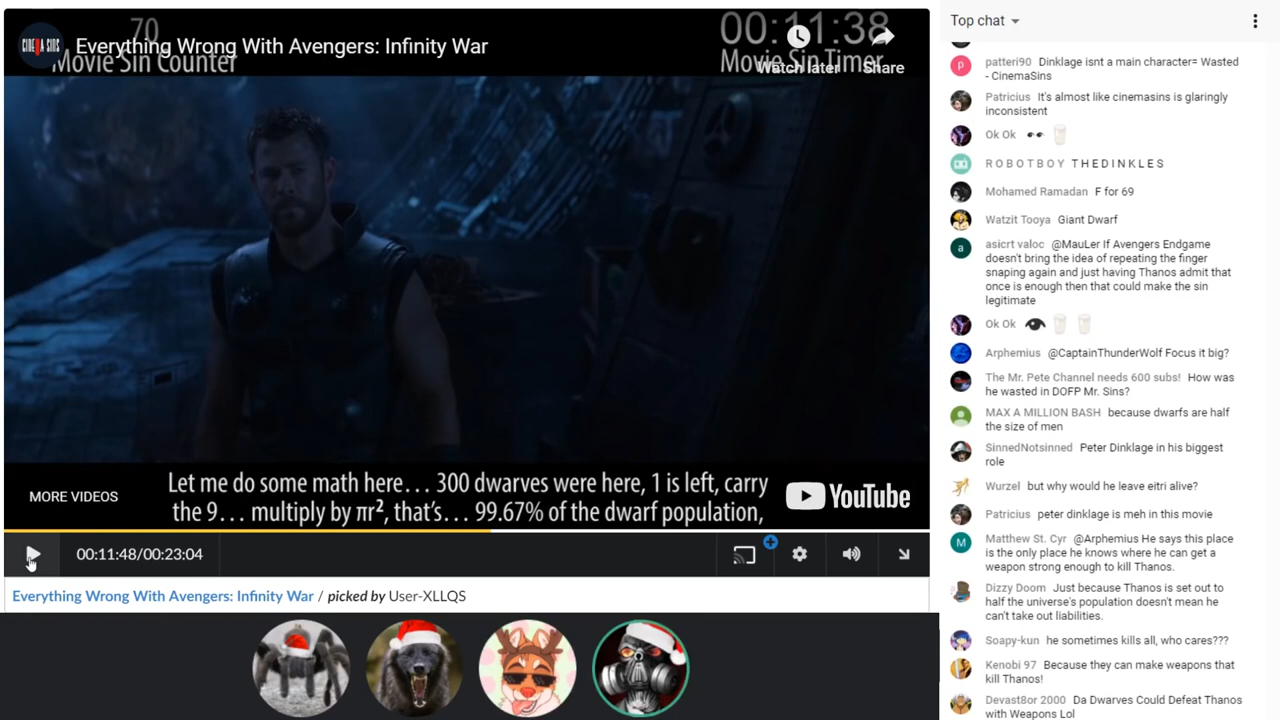 70
00:11:38
CINEMA SINS
Everything Wrong With Avengers: Infinity War
Movie Sin Counter
Movie Sin Timer
Watch later
Share
MORE VIDEOS
Let me do some math here… 300 dwarves were here, 1 is left, carry
the 9… multiply by πr², that's… 99.67% of the dwarf population,
YouTube
00:11:48/00:23:04
Everything Wrong With Avengers: Infinity War / picked by User-XLLQS
Top chat
patteri90 Dinklage isnt a main character= Wasted
- CinemaSins
Patricius It's almost like cinemasins is glaringly
inconsistent
Ok Ok
R O B O T B O Y T H E D I N K L E S
Mohamed Ramadan F for 69
Watzit Tooya Giant Dwarf
asicrt valoc @MauLer If Avengers Endgame
doesn't bring the idea of repeating the finger
snaping again and just having Thanos admit that
once is enough then that could make the sin
legitimate
Ok Ok
Arphemius @CaptainThunderWolf Focus it big?
The Mr. Pete Channel needs 600 subs! How was
he wasted in DOFP Mr. Sins?
MAX A MILLION BASH because dwarfs are half
the size of men
SinnedNotsinned Peter Dinklage in his biggest
role
Wurzel but why would he leave eitri alive?
Patricius peter dinklage is meh in this movie
Matthew St. Cyr @Arphemius He says this place
is the only place he knows where he can get a
weapon strong enough to kill Thanos.
Dizzy Doom Just because Thanos is set out to
half the universe's population doesn't mean he
can't take out liabilities.
Soapy-kun he sometimes kills all, who cares???
Kenobi 97 Because they can make weapons that
kill Thanos!
Devast8or 2000 Da Dwarves Could Defeat Thanos
with Weapons Lol